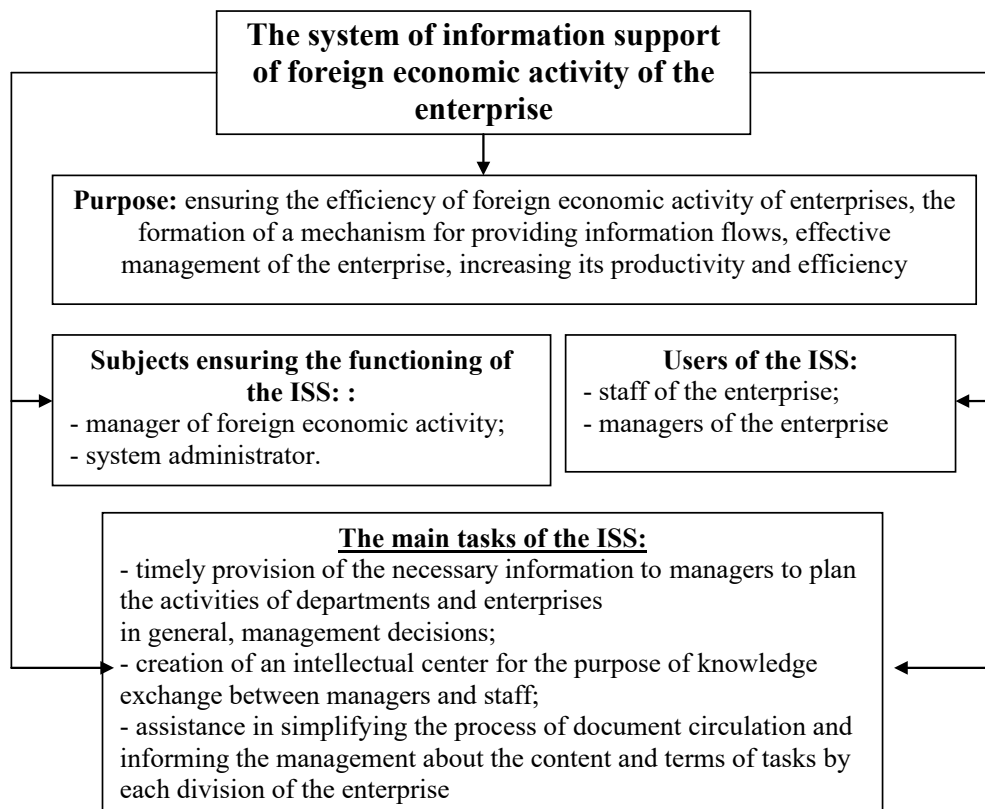 The system of information support
of foreign economic activity of the
enterprise
Purpose: ensuring the efficiency of foreign economic activity of enterprises, the
formation of a mechanism for providing information flows, effective
management of the enterprise, increasing its productivity and efficiency
Subjects ensuring the functioning of
the ISS: :
- manager of foreign economic activity;
- system administrator.
Users of the ISS:
- staff of the enterprise;
- managers of the enterprise
The main tasks of the ISS:
- timely provision of the necessary information to managers to plan
the activities of departments and enterprises
in general, management decisions;
- creation of an intellectual center for the purpose of knowledge
exchange between managers and staff;
- assistance in simplifying the process of document circulation and
informing the management about the content and terms of tasks by
each division of the enterprise